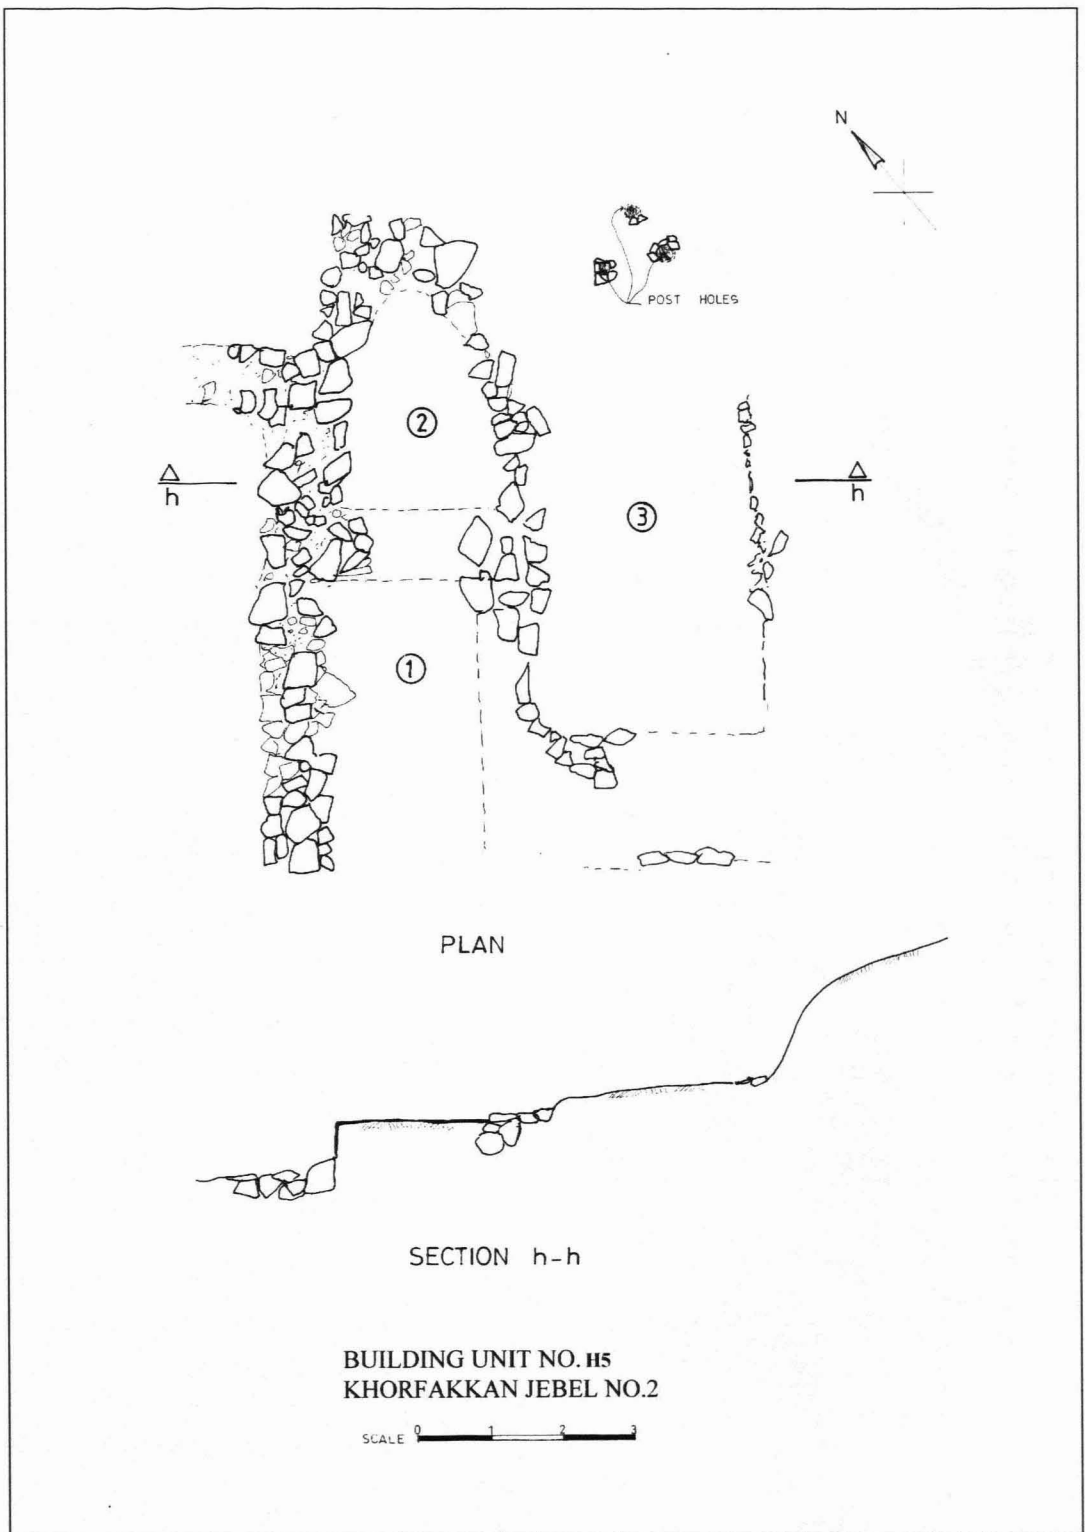 N
POST HOLES
2
h
h
3
1
PLAN
SECTION h-h
BUILDING UNIT NO. H5
KHORFAKKAN JEBEL NO.2
SCALE 0 1 2 3